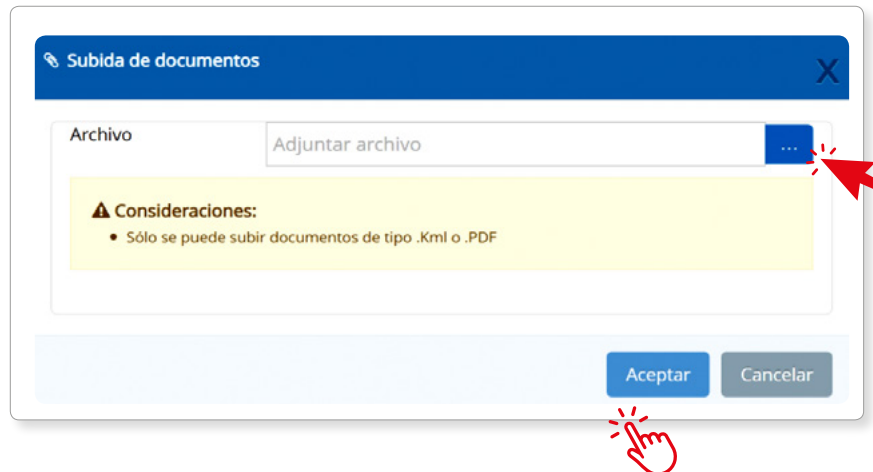 Subida de documentos
X
Archivo
Adjuntar archivo
...
Consideraciones:
• Sólo se puede subir documentos de tipo .Kml o .PDF
Aceptar
Cancelar